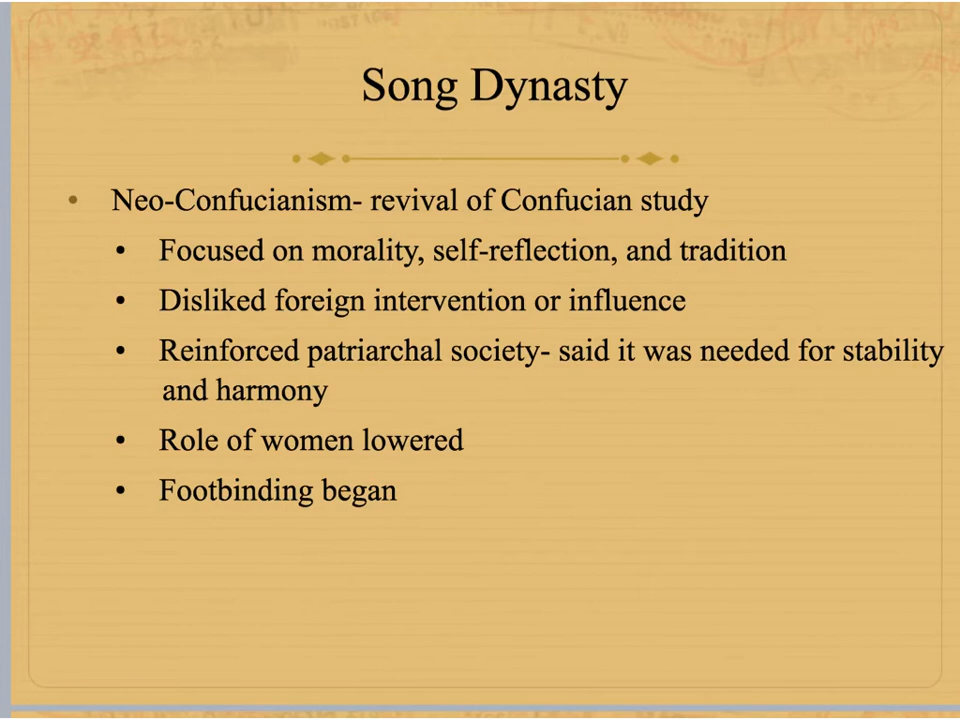 Song Dynasty
• Neo-Confucianism- revival of Confucian study
• Focused on morality, self-reflection, and tradition
• Disliked foreign intervention or influence
• Reinforced patriarchal society- said it was needed for stability
and harmony
• Role of women lowered
• Footbinding began